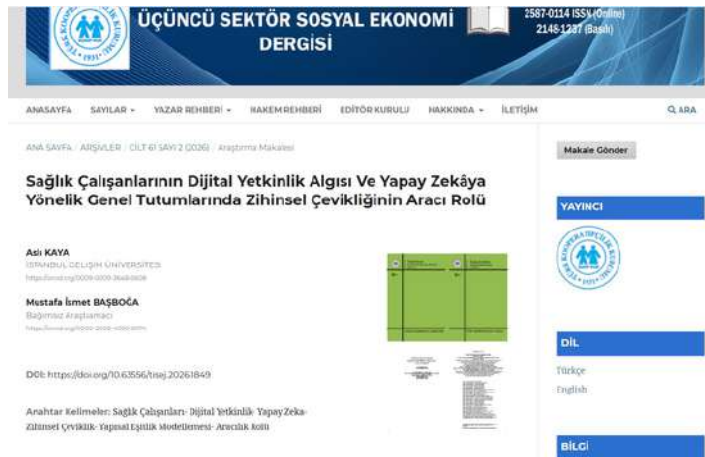 ÜÇÜNCÜ SEKTÖR SOSYAL EKONOMİ
DERGİSİ
2587-0114 ISSN (Online)
2148-1237 (Basılı)
ANASAYFA SAYILAR YAZAR REHBERİ HAKEM REHBERİ EDİTÖR KURULU HAKKINDA İLETİŞİM ARA
ANA SAYFA / ARŞİVLER / CİLT 61 SAYI 2 (2026) / Araştırma Makalesi
Sağlık Çalışanlarının Dijital Yetkinlik Algısı Ve Yapay Zekâya
Yönelik Genel Tutumlarında Zihinsel Çevikliğinin Aracı Rolü
Aslı KAYA
İSTANBUL GELİŞİM ÜNİVERSİTESİ
Mustafa İsmet BAŞBOĞA
Bağımsız Araştırmacı
DOI: https://doi.org/10.63556/tisej.20261849
Anahtar Kelimeler: Sağlık Çalışanları- Dijital Yetkinlik- Yapay Zeka-
Zihinsel Çeviklik- Yapısal Eşitlik Modellemesi- Aracılık Rolü
Makale Gönder
YAYINCI
DİL
Türkçe
English
BİLGİ